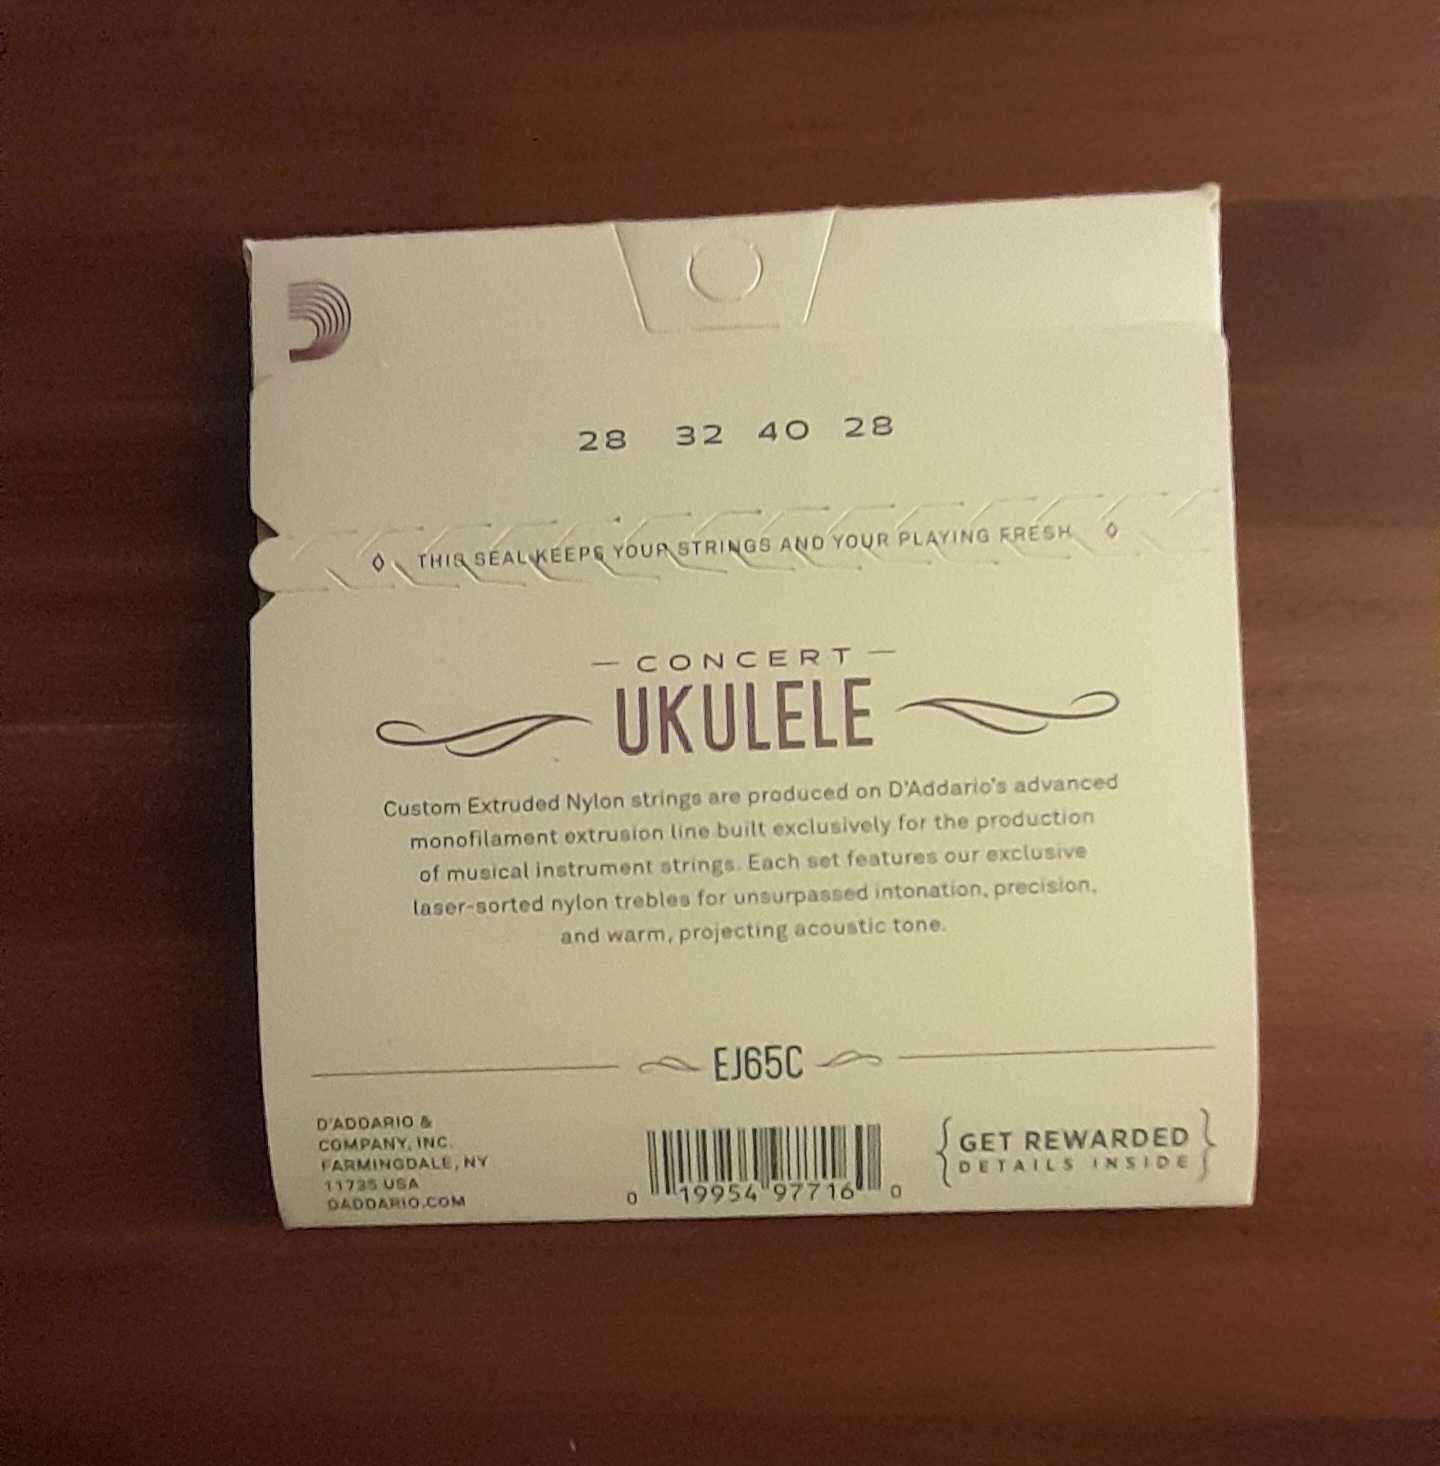 28 32 40 28
◊ THIS SEAL KEEPS YOUR STRINGS AND YOUR PLAYING FRESH ◊
— CONCERT —
UKULELE
Custom Extruded Nylon strings are produced on D'Addario's advanced
monofilament extrusion line built exclusively for the production
of musical instrument strings. Each set features our exclusive
laser-sorted nylon trebles for unsurpassed intonation, precision,
and warm, projecting acoustic tone.
EJ65C
D'ADDARIO &
COMPANY, INC.
FARMINGDALE, NY
11735 USA
DADDARIO.COM
0 19954 97716 0
{GET REWARDED
DETAILS INSIDE}